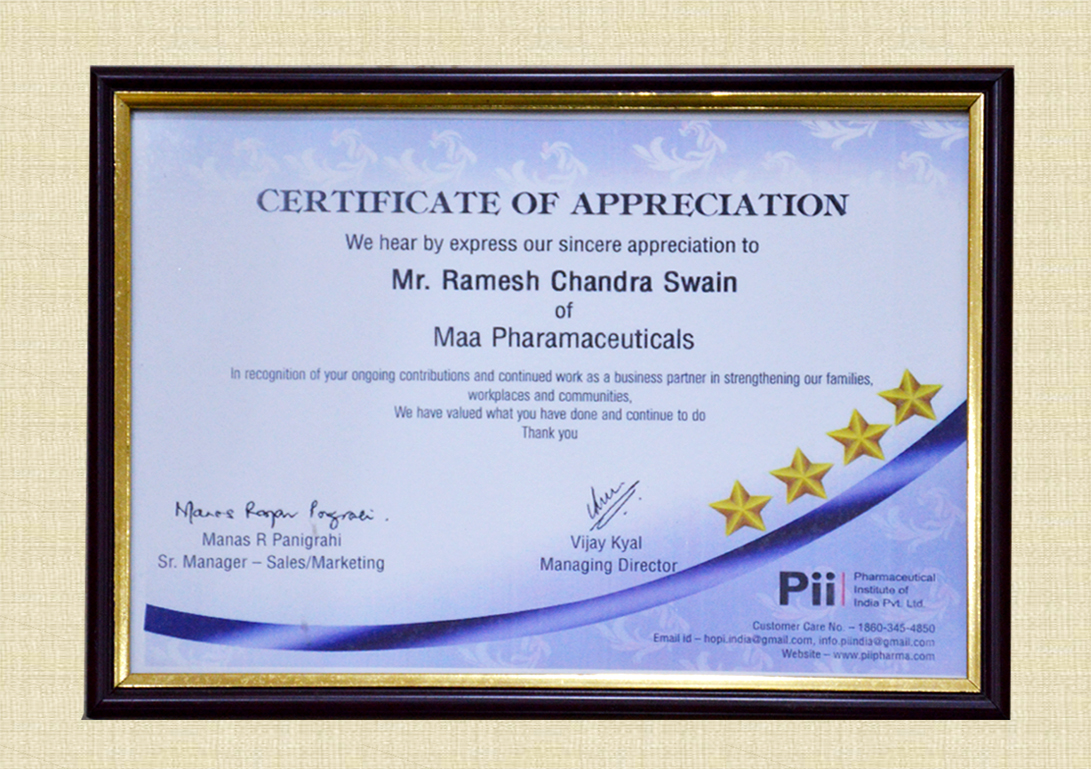 CERTIFICATE OF APPRECIATION
We hear by express our sincere appreciation to
Mr. Ramesh Chandra Swain
of
Maa Pharamaceuticals
In recognition of your ongoing contributions and continued work as a business partner in strengthening our families,
workplaces and communities,
We have valued what you have done and continue to do
Thank you
Manas R Panigrahi
Sr. Manager – Sales/Marketing
Vijay Kyal
Managing Director
Pii
Pharmaceutical
Institute of
India Pvt. Ltd.
Customer Care No. – 1860-345-4850
Email id – hopi.india@gmail.com, info.piindia@gmail.com
Website – www.piipharma.com